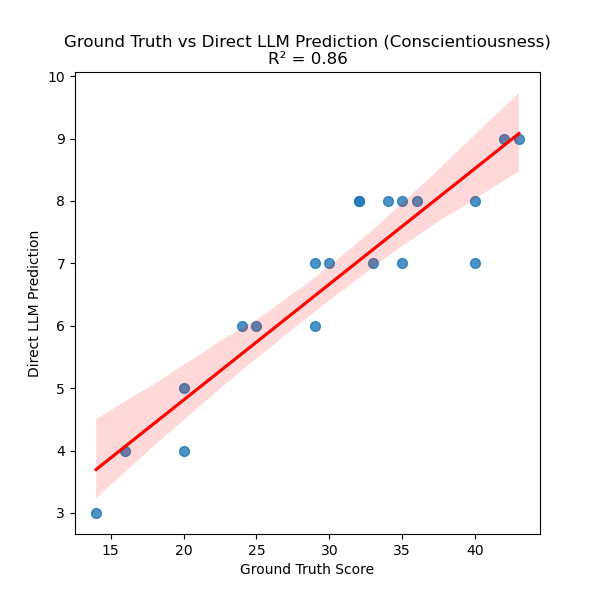 Ground Truth vs Direct LLM Prediction (Conscientiousness)
R² = 0.86
10
9
8
7
6
5
4
3
Direct LLM Prediction
15 20 25 30 35 40
Ground Truth Score